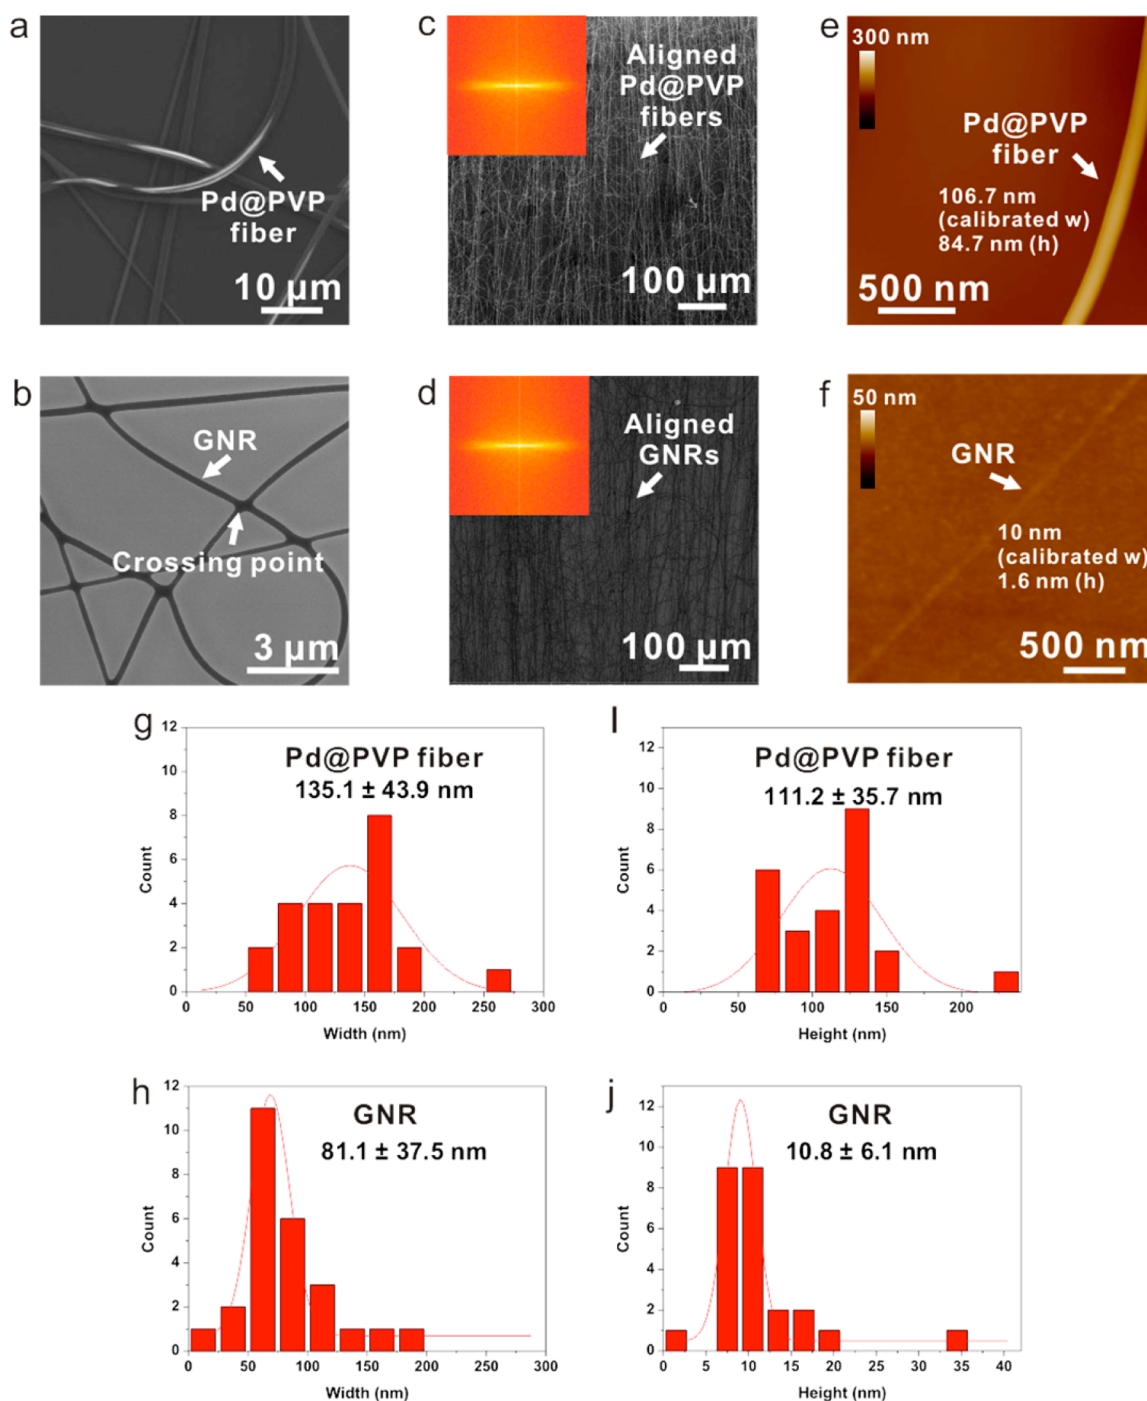 a
Pd@PVP
fiber
10 μm
c
Aligned
Pd@PVP
fibers
100 μm
e
300 nm
Pd@PVP
fiber
106.7 nm
(calibrated w)
84.7 nm (h)
500 nm
b
GNR
Crossing point
3 μm
d
Aligned
GNRs
100 μm
f
50 nm
GNR
10 nm
(calibrated w)
1.6 nm (h)
500 nm
g
Pd@PVP fiber
135.1 ± 43.9 nm
12
10
8
6
4
2
0
Count
0 50 100 150 200 250 300
Width (nm)
I
Pd@PVP fiber
111.2 ± 35.7 nm
12
10
8
6
4
2
0
Count
0 50 100 150 200
Height (nm)
h
GNR
81.1 ± 37.5 nm
12
10
8
6
4
2
0
Count
0 50 100 150 200 250 300
Width (nm)
j
GNR
10.8 ± 6.1 nm
12
10
8
6
4
2
0
Count
0 5 10 15 20 25 30 35 40
Height (nm)